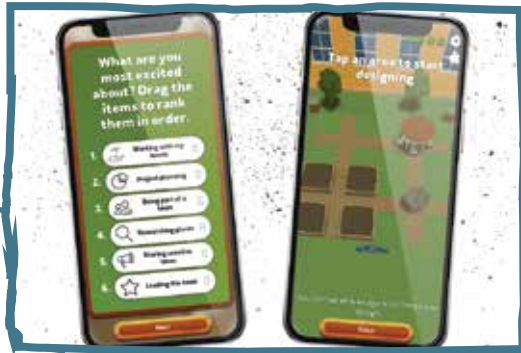 What are you
most excited
about? Drag the
items to rank
them in order.
1. Working with my
hands
2. Project planning
3. Being part of a
team
4. Researching plants
5. Sharing
6. Leading the team
Next
Tap an area to start
designing